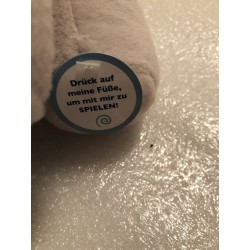 Drück auf
meine Füße,
um mit mir zu
SPIELEN!